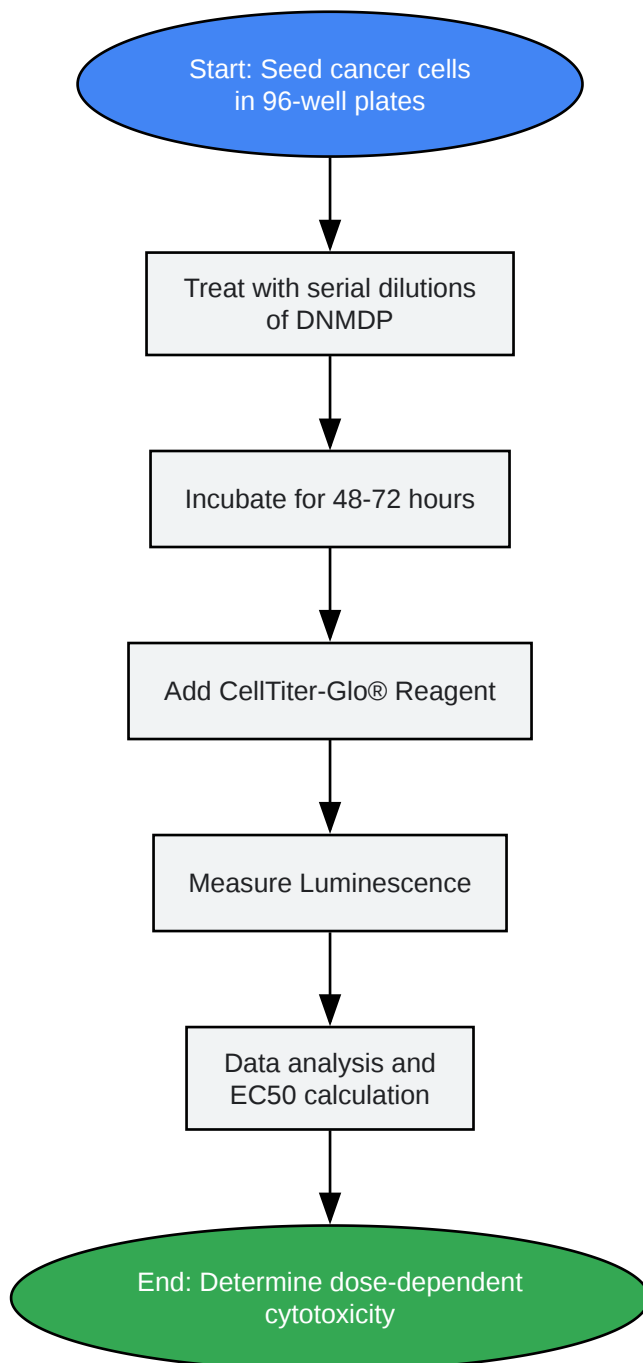 Start: Seed cancer cells
in 96-well plates
Treat with serial dilutions
of DNMDP
Incubate for 48-72 hours
Add CellTiter-Glo® Reagent
Measure Luminescence
Data analysis and
EC50 calculation
End: Determine dose-dependent
cytotoxicity